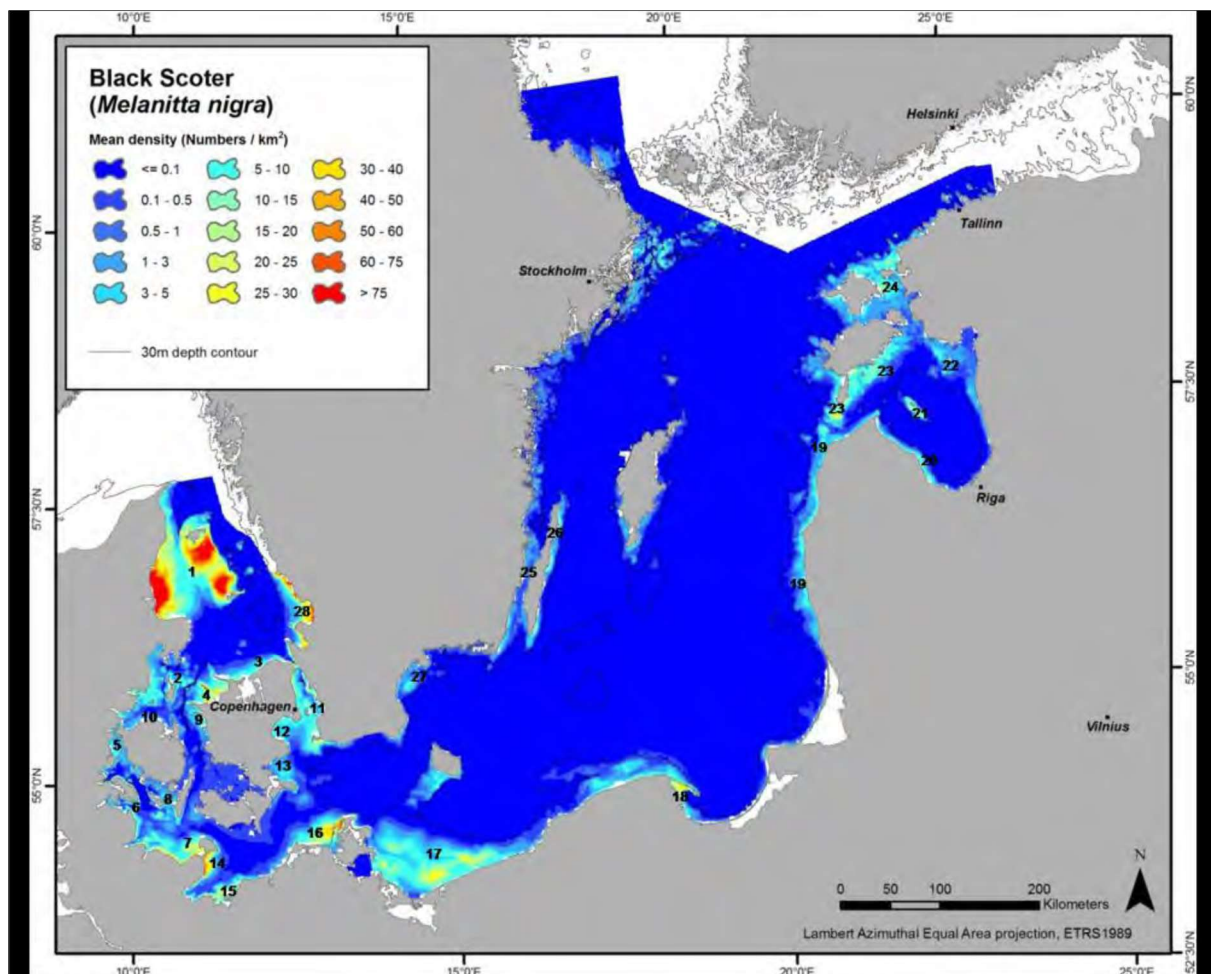 10°0'E 15°0'E 20°0'E 25°0'E
Black Scoter
(Melanitta nigra)
Mean density (Numbers / km²)
<= 0.1 5 - 10 30 - 40
0.1 - 0.5 10 - 15 40 - 50
0.5 - 1 15 - 20 50 - 60
1 - 3 20 - 25 60 - 75
3 - 5 25 - 30 > 75
30m depth contour
60°0'N
Helsinki
60°0'N
Tallinn
Stockholm
24
22
57°30'N
23
23
21
19
20
Riga
57°30'N
26
1
25
19
28
3
55°0'N
2
27
4
Copenhagen
11
9
10
12
Vilnius
5
13
55°0'N
8
18
6
16
7
17
14
15
N
0 50 100 200
Kilometers
Lambert Azimuthal Equal Area projection, ETRS1989
52°30'N
10°0'E 15°0'E 20°0'E 25°0'E